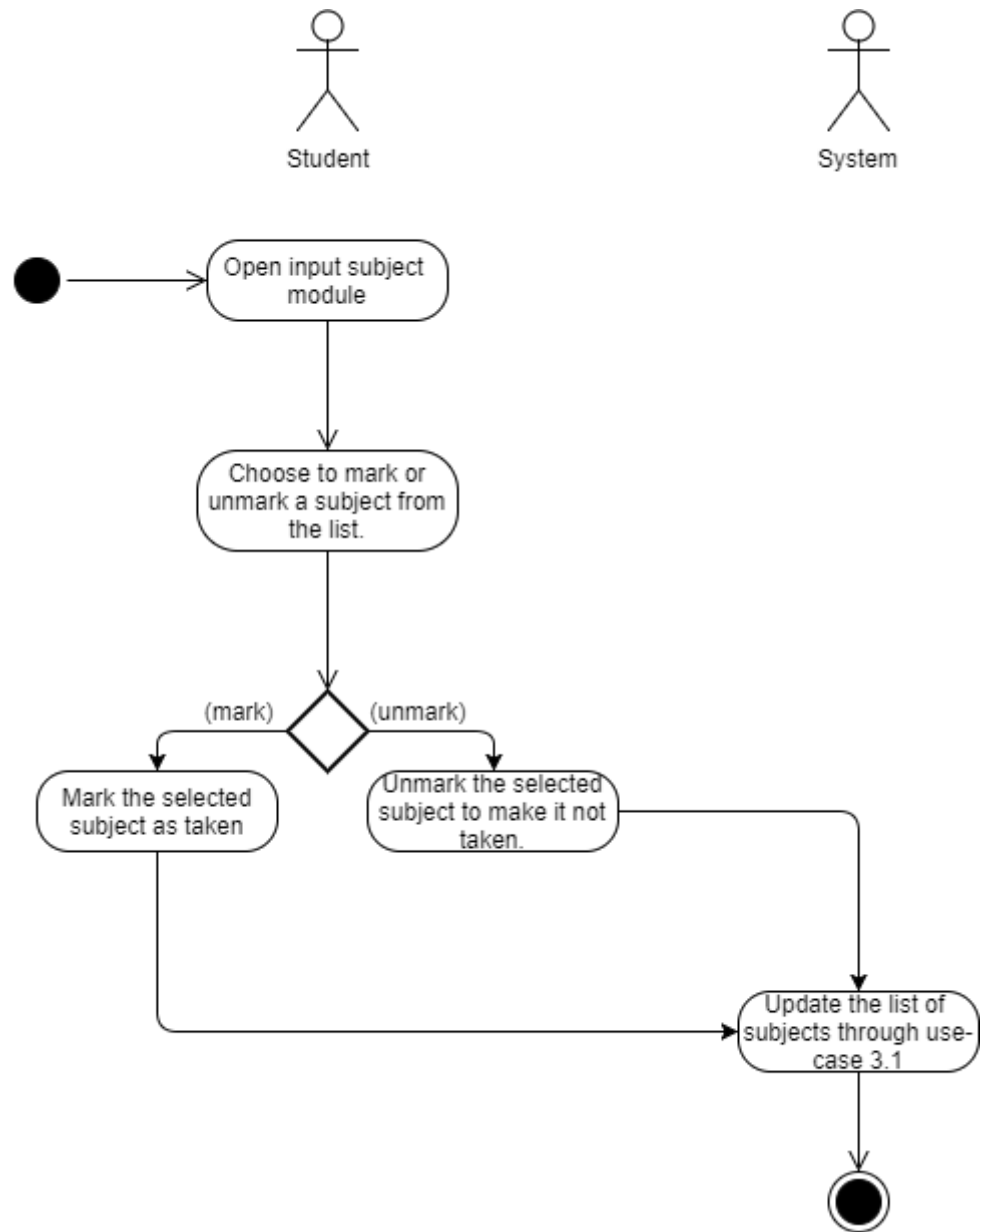 Student
System
Open input subject
module
Choose to mark or
unmark a subject from
the list.
(mark)
(unmark)
Mark the selected
subject as taken
Unmark the selected
subject to make it not
taken.
Update the list of
subjects through use-
case 3.1